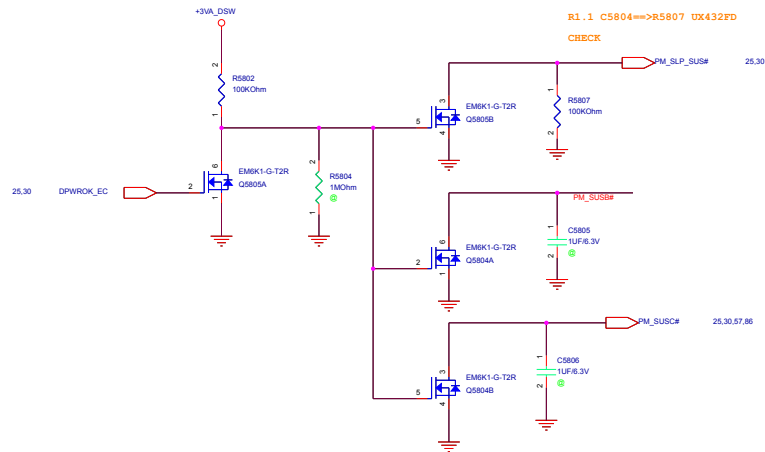 R1.1 C5804==>R5807 UX432FD
CHECK
+3VA_DSW
2
R5802
100KOhm
1
25,30
DPWROK_EC
2
6
EM6K1-G-T2R
Q5805A
1
2
R5804
1MOhm
@
1
5
3
EM6K1-G-T2R
Q5805B
4
PM_SLP_SUS#
25,30
1
R5807
100KOhm
2
PM_SUSB#
2
6
EM6K1-G-T2R
Q5804A
1
1
C5805
1UF/6.3V
2
@
PM_SUSC#
25,30,57,86
5
3
EM6K1-G-T2R
Q5804B
4
1
C5806
1UF/6.3V
2
@